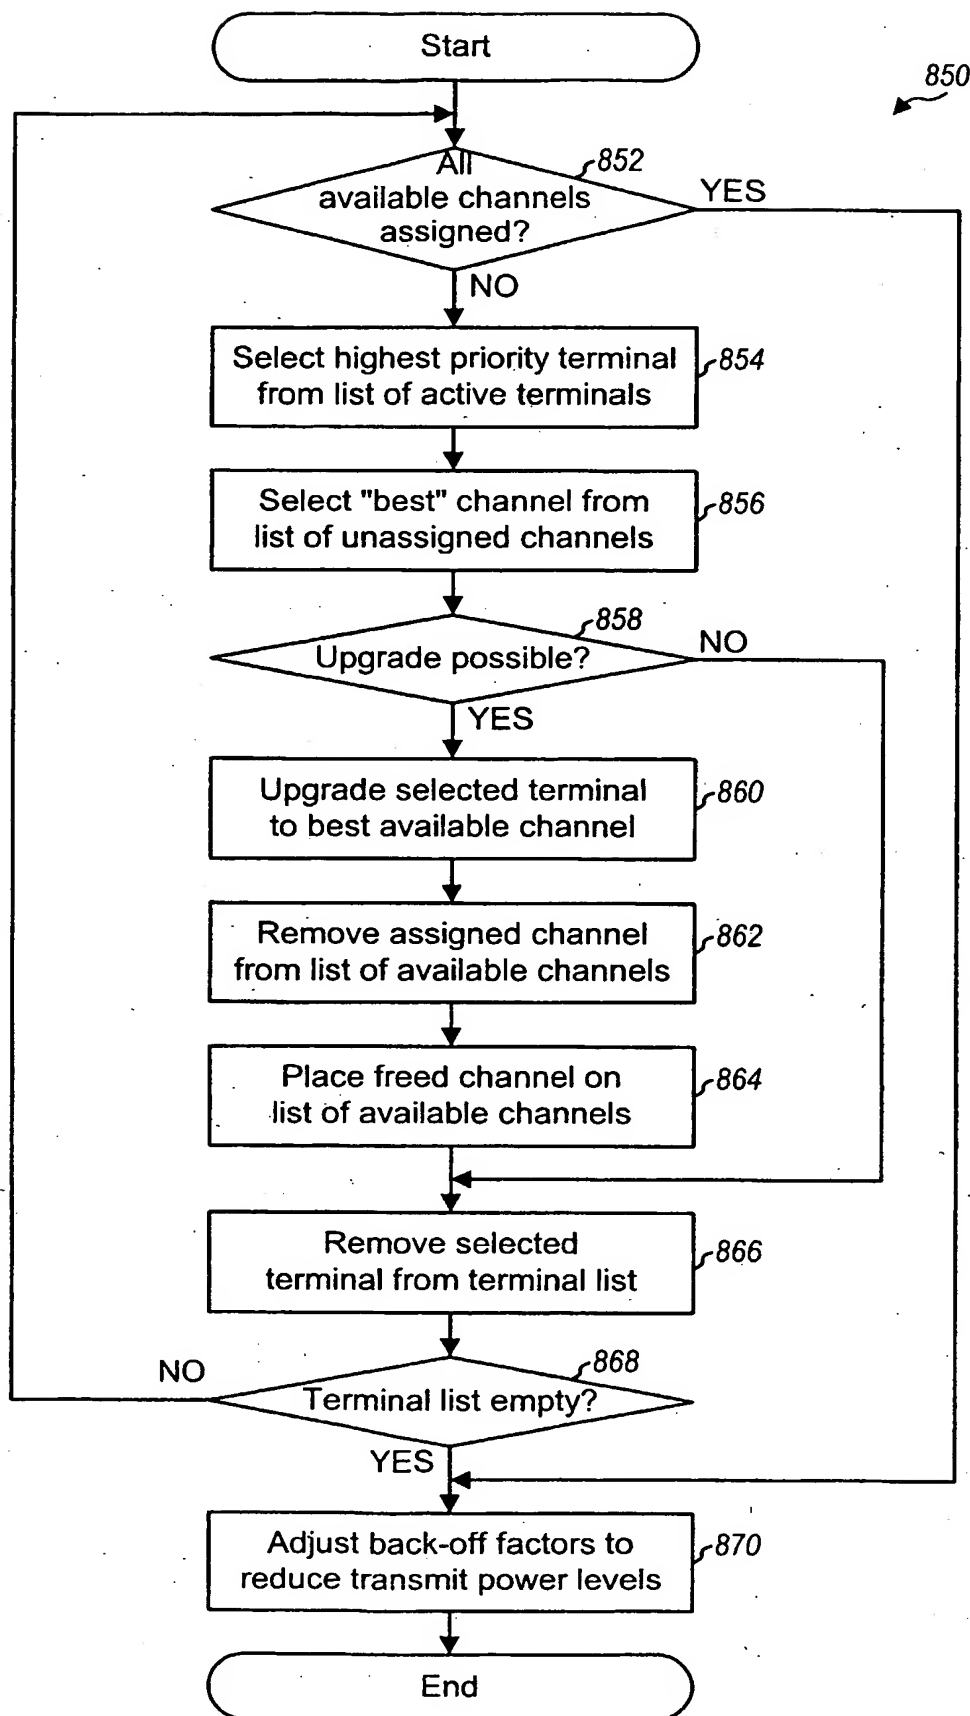 Start
850
All
852
available channels
assigned?
YES
NO
Select highest priority terminal
from list of active terminals
854
Select "best" channel from
list of unassigned channels
856
858
Upgrade possible?
NO
YES
Upgrade selected terminal
to best available channel
860
Remove assigned channel
from list of available channels
862
Place freed channel on
list of available channels
864
Remove selected
terminal from terminal list
866
868
NO
Terminal list empty?
YES
Adjust back-off factors to
reduce transmit power levels
870
End